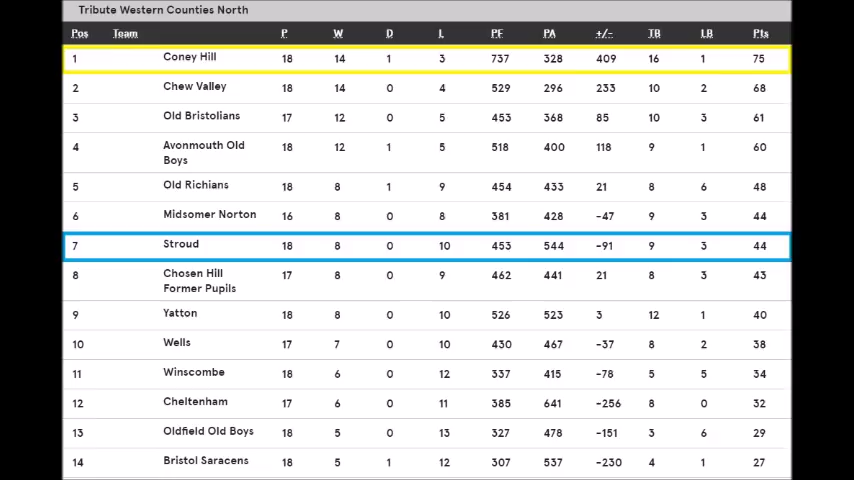 Tribute Western Counties North
Pos Team P W D L PF PA +/- TB LB Pts
1 Coney Hill 18 14 1 3 737 328 409 16 1 75
2 Chew Valley 18 14 0 4 529 296 233 10 2 68
3 Old Bristolians 17 12 0 5 453 368 85 10 3 61
4 Avonmouth Old 18 12 1 5 518 400 118 9 1 60
Boys
5 Old Richians 18 8 1 9 454 433 21 8 6 48
6 Midsomer Norton 16 8 0 8 381 428 -47 9 3 44
7 Stroud 18 8 0 10 453 544 -91 9 3 44
8 Chosen Hill 17 8 0 9 462 441 21 8 3 43
Former Pupils
9 Yatton 18 8 0 10 526 523 3 12 1 40
10 Wells 17 7 0 10 430 467 -37 8 2 38
11 Winscombe 18 6 0 12 337 415 -78 5 5 34
12 Cheltenham 17 6 0 11 385 641 -256 8 0 32
13 Oldfield Old Boys 18 5 0 13 327 478 -151 3 6 29
14 Bristol Saracens 18 5 1 12 307 537 -230 4 1 27